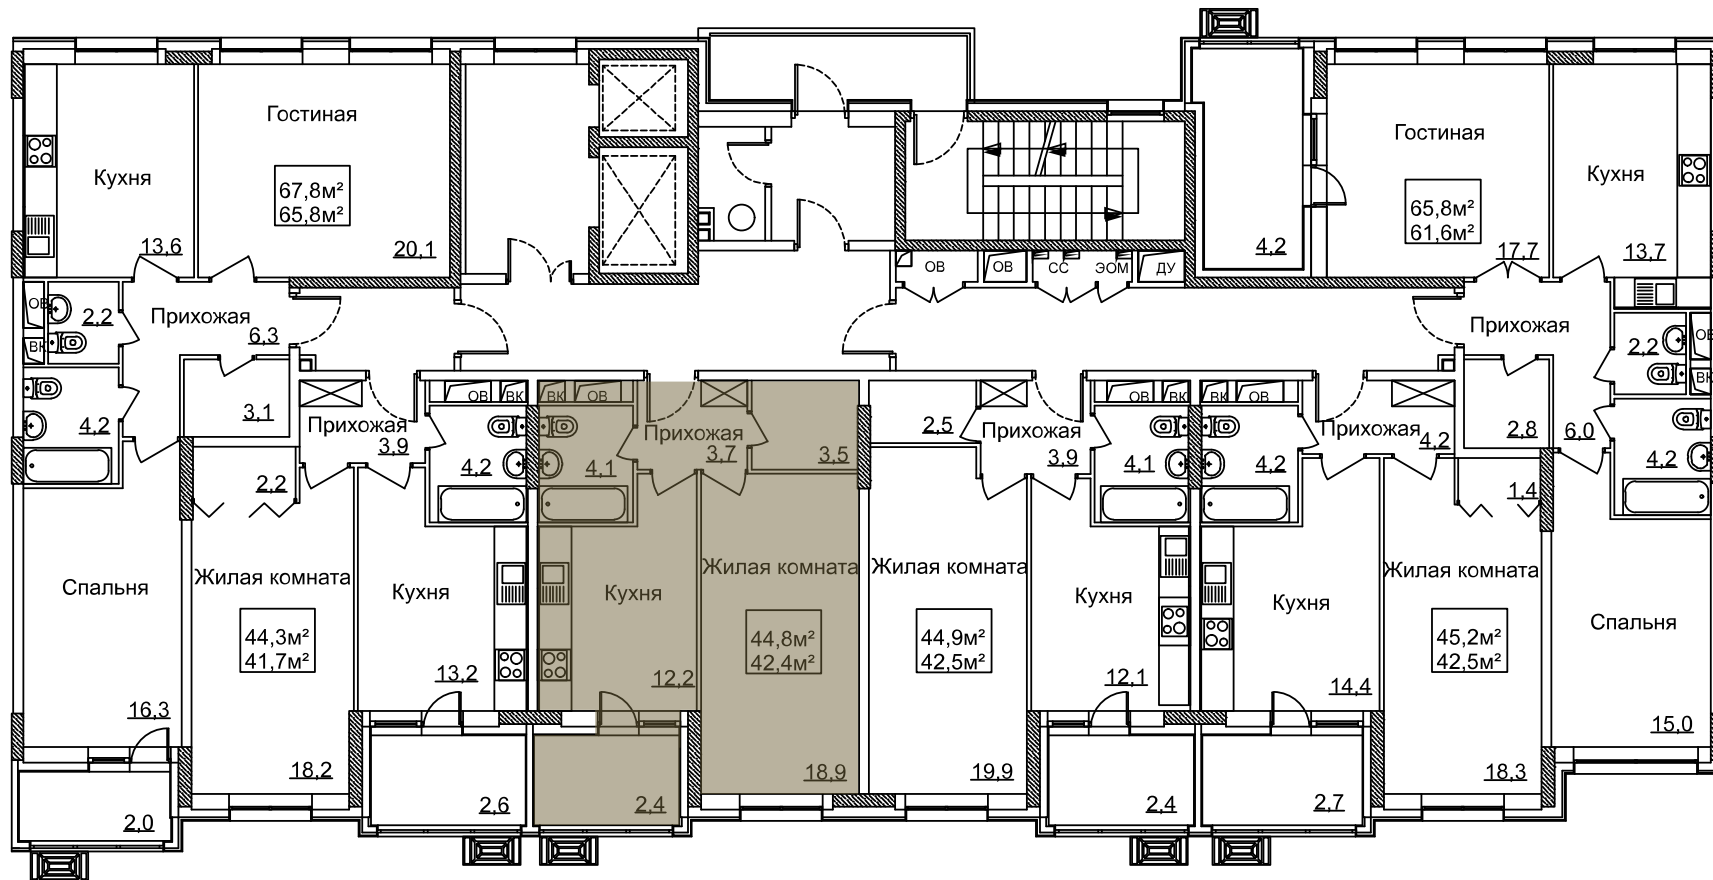 Кухня
13,6
Гостиная
67,8м²
65,8м²
20,1
4,2
Гостиная
65,8м²
61,6м²
17,7
Кухня
13,7
ОВ
ОВ
СС
ЭОМ
ДУ
ОВ
2,2
ВК
Прихожая
6,3
3,1
4,2
Прихожая
6,0
2,2
ОВ
ВК
2,8
4,2
Спальня
16,3
2,0
2,2
Жилая комната
44,3м²
41,7м²
18,2
Прихожая
3,9
ОВ
ВК
4,2
Кухня
13,2
2,6
ВК
ОВ
4,1
Прихожая
3,7
3,5
Кухня
12,2
2,4
Жилая комната
44,8м²
42,4м²
18,9
2,5
Жилая комната
44,9м²
42,5м²
19,9
Прихожая
3,9
ОВ
ВК
4,1
Кухня
12,1
2,4
ВК
ОВ
4,2
Прихожая
4,2
Кухня
14,4
2,7
1,4
Жилая комната
45,2м²
42,5м²
18,3
Спальня
15,0